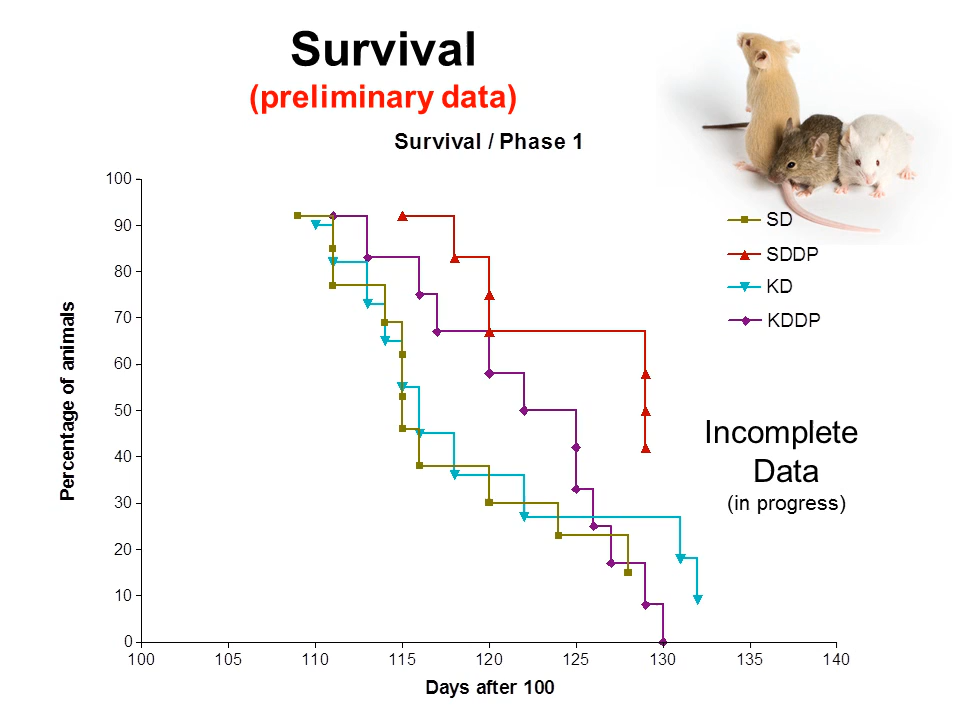 Survival
(preliminary data)
Survival / Phase 1
SD
SDDP
KD
KDDP
Percentage of animals
100
90
80
70
60
50
40
30
20
10
0
100 105 110 115 120 125 130 135 140
Days after 100
Incomplete
Data
(in progress)